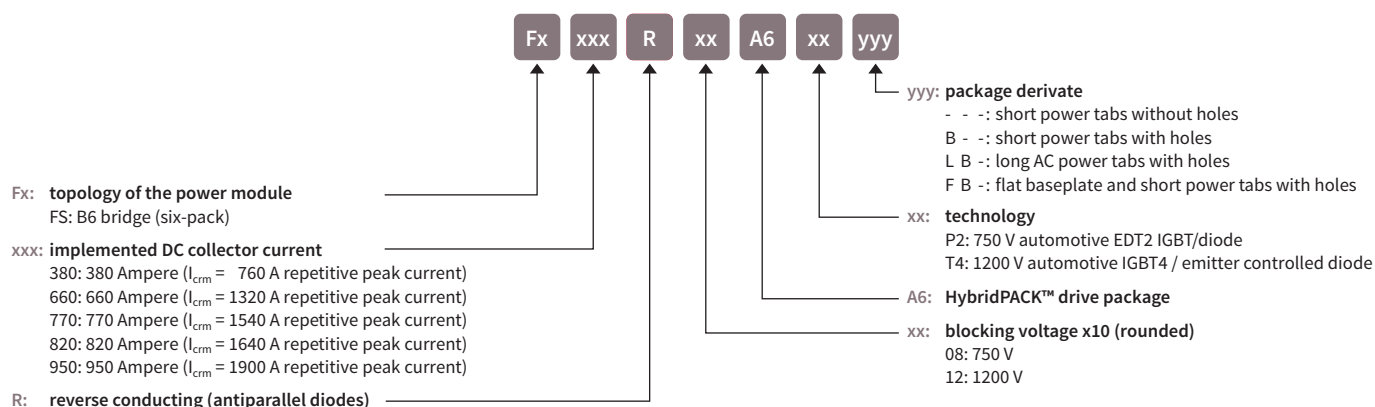 Fx xxx R xx A6 xx yyy
Fx: topology of the power module
FS: B6 bridge (six-pack)
xxx: implemented DC collector current
380: 380 Ampere (Icrm = 760 A repetitive peak current)
660: 660 Ampere (Icrm = 1320 A repetitive peak current)
770: 770 Ampere (Icrm = 1540 A repetitive peak current)
820: 820 Ampere (Icrm = 1640 A repetitive peak current)
950: 950 Ampere (Icrm = 1900 A repetitive peak current)
R: reverse conducting (antiparallel diodes)
yyy: package derivate
- - -: short power tabs without holes
B - -: short power tabs with holes
L B -: long AC power tabs with holes
F B -: flat baseplate and short power tabs with holes
xx: technology
P2: 750 V automotive EDT2 IGBT/diode
T4: 1200 V automotive IGBT4 / emitter controlled diode
A6: HybridPACK™ drive package
xx: blocking voltage x10 (rounded)
08: 750 V
12: 1200 V